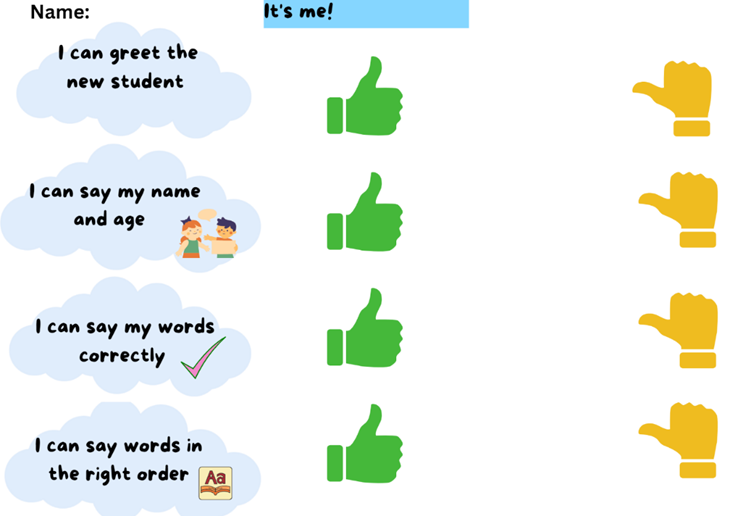 Name:
It's me!
I can greet the
new student
I can say my name
and age
I can say my words
correctly
I can say words in
the right order
Aa